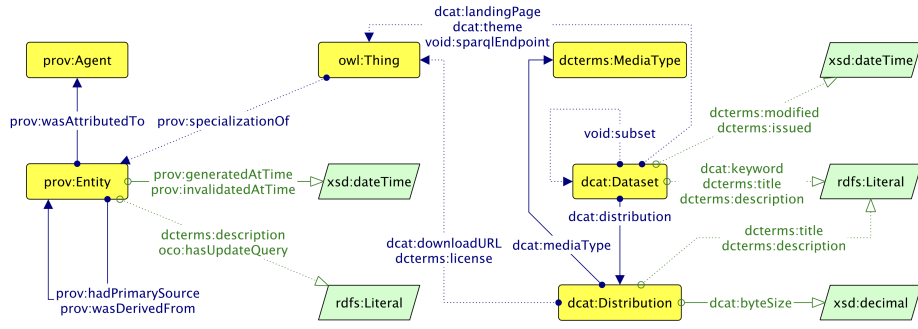 dcat:landingPage
dcat:theme
void:sparqlEndpoint
prov:Agent
owl:Thing
dcterms:MediaType
xsd:dateTime
prov:wasAttributedTo
prov:specializationOf
void:subset
dcterms:modified
dcterms:issued
prov:Entity
prov:generatedAtTime
prov:invalidatedAtTime
xsd:dateTime
dcat:Dataset
dcat:keyword
dcterms:title
dcterms:description
rdfs:Literal
dcterms:description
oco:hasUpdateQuery
dcat:downloadURL
dcterms:license
dcat:mediaType
dcat:distribution
dcterms:title
dcterms:description
prov:hadPrimarySource
prov:wasDerivedFrom
rdfs:Literal
dcat:Distribution
dcat:byteSize
xsd:decimal